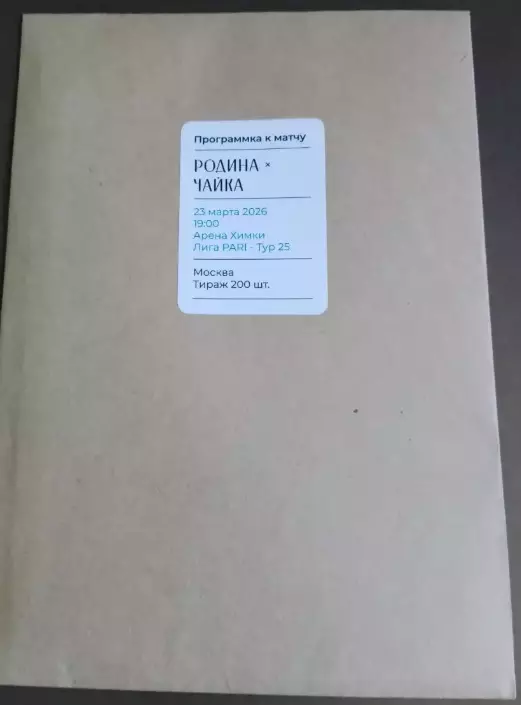 Программка к матчу
РОДИНА ×
ЧАЙКА
23 марта 2026
19:00
Арена Химки
Лига PARI - Тур 25
Москва
Тираж 200 шт.